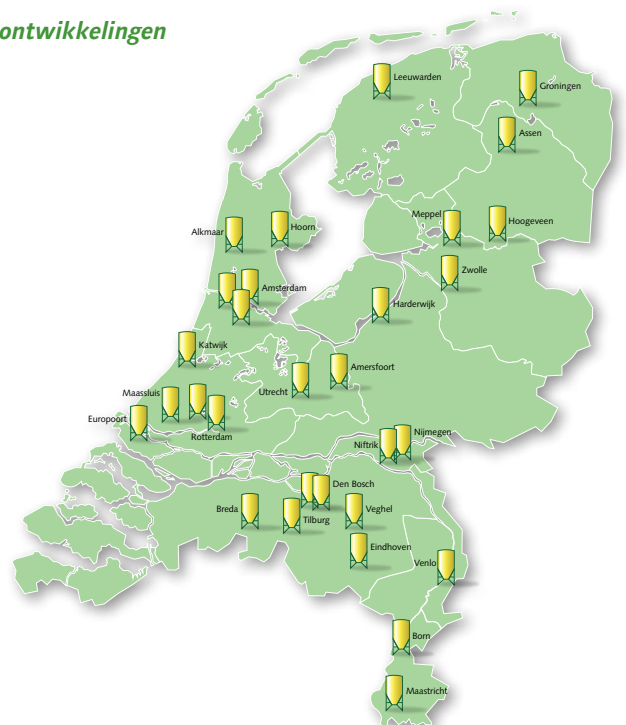 ontwikkelingen
Leeuwarden
Groningen
Assen
Meppel
Hoogeveen
Alkmaar
Hoorn
Zwolle
Amsterdam
Harderwijk
Katwijk
Amersfoort
Utrecht
Maassluis
Europoort
Rotterdam
Nijmegen
Niftrik
Den Bosch
Breda
Veghel
Tilburg
Eindhoven
Venlo
Born
Maastricht